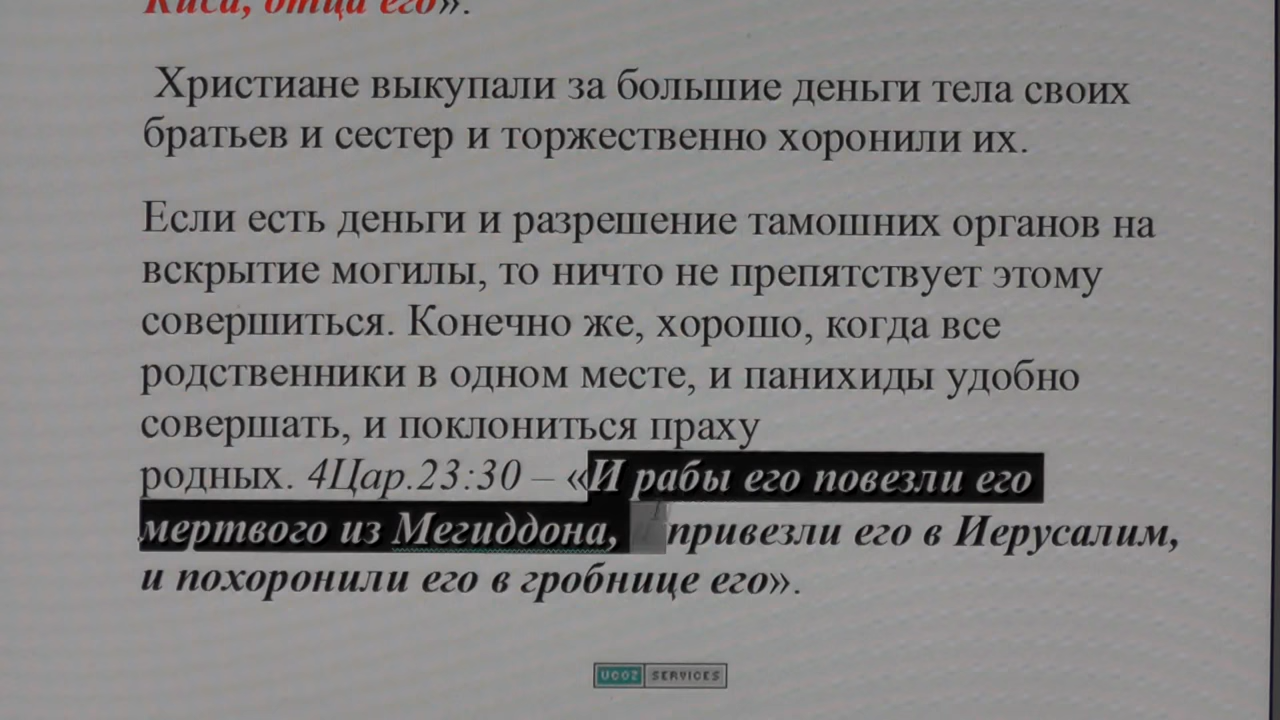 Киса, отца его».
Христиане выкупали за большие деньги тела своих
братьев и сестер и торжественно хоронили их.
Если есть деньги и разрешение тамошних органов на
вскрытие могилы, то ничто не препятствует этому
совершиться. Конечно же, хорошо, когда все
родственники в одном месте, и панихиды удобно
совершать, и поклониться праху
родных. 4Цар.23:30 – «И рабы его повезли его
мертвого из Мегиддона, и привезли его в Иерусалим,
и похоронили его в гробнице его».
UCOZ SERVICES